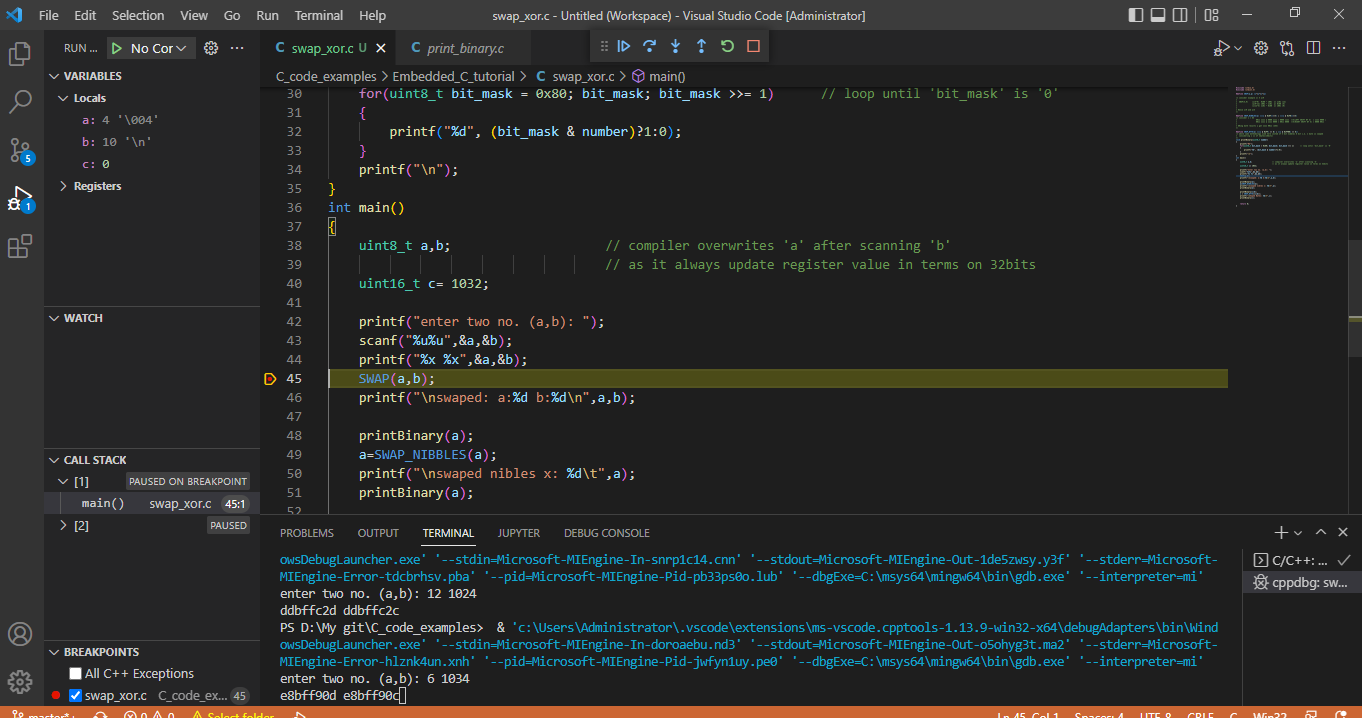 File Edit Selection View Go Run Terminal Help swap_xor.c - Untitled (Workspace) - Visual Studio Code [Administrator]
RUN ... No Cor
swap_xor.c U print_binary.c
C_code_examples > Embedded_C_tutorial > C swap_xor.c > main()
VARIABLES
Locals
a: 4 '\004'
b: 10 '\n'
c: 0
Registers
WATCH
CALL STACK
[1] PAUSED ON BREAKPOINT
main() swap_xor.c 45:1
[2] PAUSED
BREAKPOINTS
All C++ Exceptions
swap_xor.c C_code_ex... 45
5
1
30 for(uint8_t bit_mask = 0x80; bit_mask; bit_mask >>= 1) // loop until 'bit_mask' is '0'
31 {
32 printf("%d", (bit_mask & number)?1:0);
33 }
34 printf("\n");
35 }
36 int main()
37 {
38 uint8_t a,b; // compiler overwrites 'a' after scanning 'b'
39 // as it always update register value in terms on 32bits
40 uint16_t c= 1032;
41
42 printf("enter two no. (a,b): ");
43 scanf("%u%u",&a,&b);
44 printf("%x %x",&a,&b);
45 SWAP(a,b);
46 printf("\nswaped: a:%d b:%d\n",a,b);
47
48 printBinary(a);
49 a=SWAP_NIBBLES(a);
50 printf("\nswaped nibles x: %d\t",a);
51 printBinary(a);
52
PROBLEMS OUTPUT TERMINAL JUPYTER DEBUG CONSOLE
owsDebugLauncher.exe' '--stdin=Microsoft-MIEngine-In-snrp1c14.cnn' '--stdout=Microsoft-MIEngine-Out-1de5zwsy.y3f' '--stderr=Microsoft-
MIEngine-Error-tdcbrhsv.pba' '--pid=Microsoft-MIEngine-Pid-pb33ps0o.lub' '--dbgExe=C:\msys64\mingw64\bin\gdb.exe' '--interpreter=mi'
enter two no. (a,b): 12 1024
ddbffc2d ddbffc2c
PS D:\My git\C_code_examples> & 'c:\Users\Administrator\.vscode\extensions\ms-vscode.cpptools-1.13.9-win32-x64\debugAdapters\bin\Wind
owsDebugLauncher.exe' '--stdin=Microsoft-MIEngine-In-doroaebu.nd3' '--stdout=Microsoft-MIEngine-Out-o5ohyg3t.ma2' '--stderr=Microsoft-
MIEngine-Error-hlznk4un.xnh' '--pid=Microsoft-MIEngine-Pid-jwfyn1uy.pe0' '--dbgExe=C:\msys64\mingw64\bin\gdb.exe' '--interpreter=mi'
enter two no. (a,b): 6 1034
e8bff90d e8bff90c
C/C++: ...
cppdbg: sw...
master*+ 0 0 Select folder Ln 45, Col 1 Spaces: 4 UTF-8 CRLF C Win32